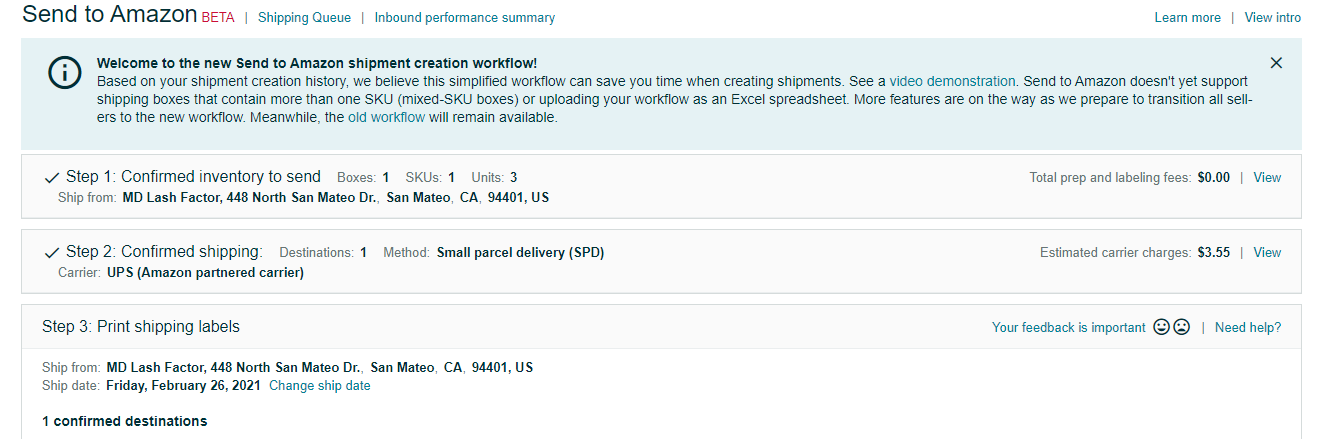 Send to Amazon BETA | Shipping Queue | Inbound performance summary Learn more | View intro
Welcome to the new Send to Amazon shipment creation workflow!
Based on your shipment creation history, we believe this simplified workflow can save you time when creating shipments. See a video demonstration. Send to Amazon doesn't yet support
shipping boxes that contain more than one SKU (mixed-SKU boxes) or uploading your workflow as an Excel spreadsheet. More features are on the way as we prepare to transition all sell-
ers to the new workflow. Meanwhile, the old workflow will remain available.
Step 1: Confirmed inventory to send Boxes: 1 SKUs: 1 Units: 3 Total prep and labeling fees: $0.00 | View
Ship from: MD Lash Factor, 448 North San Mateo Dr., San Mateo, CA, 94401, US
Step 2: Confirmed shipping: Destinations: 1 Method: Small parcel delivery (SPD) Estimated carrier charges: $3.55 | View
Carrier: UPS (Amazon partnered carrier)
Step 3: Print shipping labels Your feedback is important | Need help?
Ship from: MD Lash Factor, 448 North San Mateo Dr., San Mateo, CA, 94401, US
Ship date: Friday, February 26, 2021 Change ship date
1 confirmed destinations